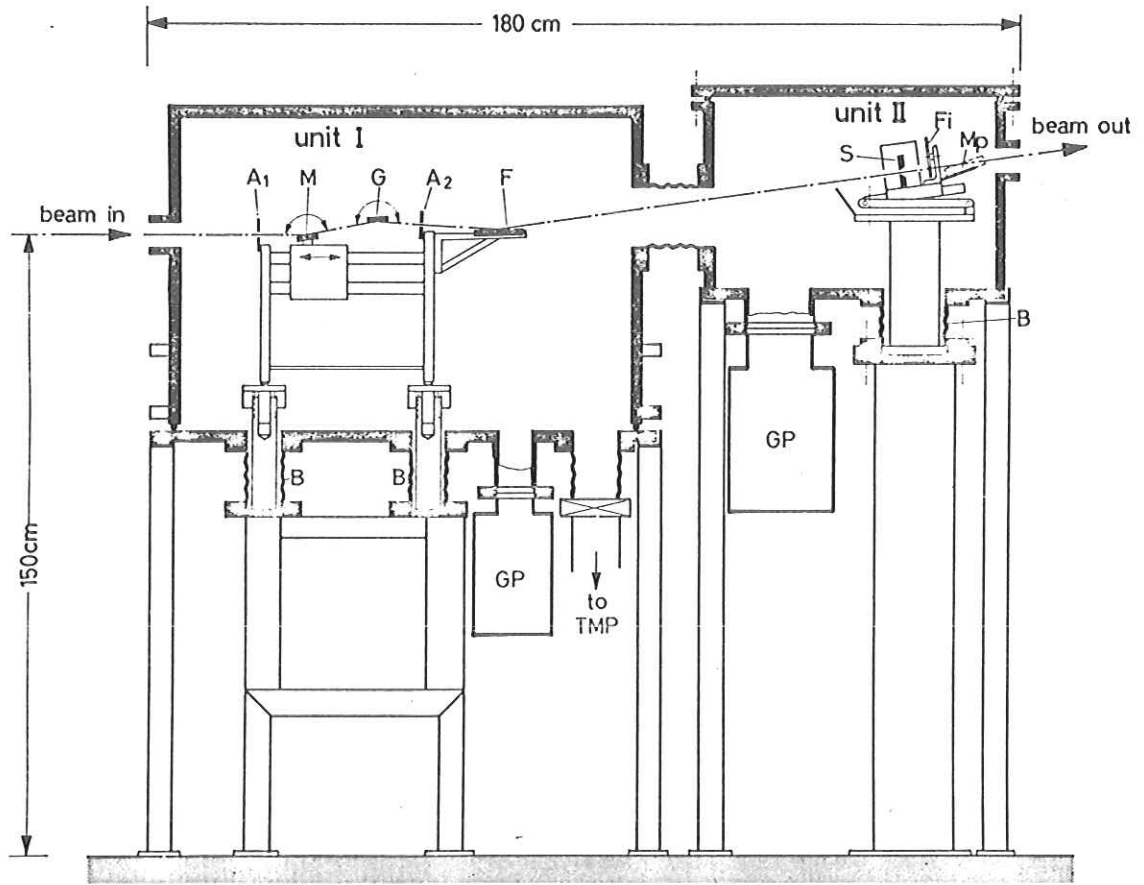 180 cm
unit I
unit II
Fi
beam out
S
Mp
A1
M
G
A2
F
beam in
B
GP
B
B
150cm
GP
to
TMP